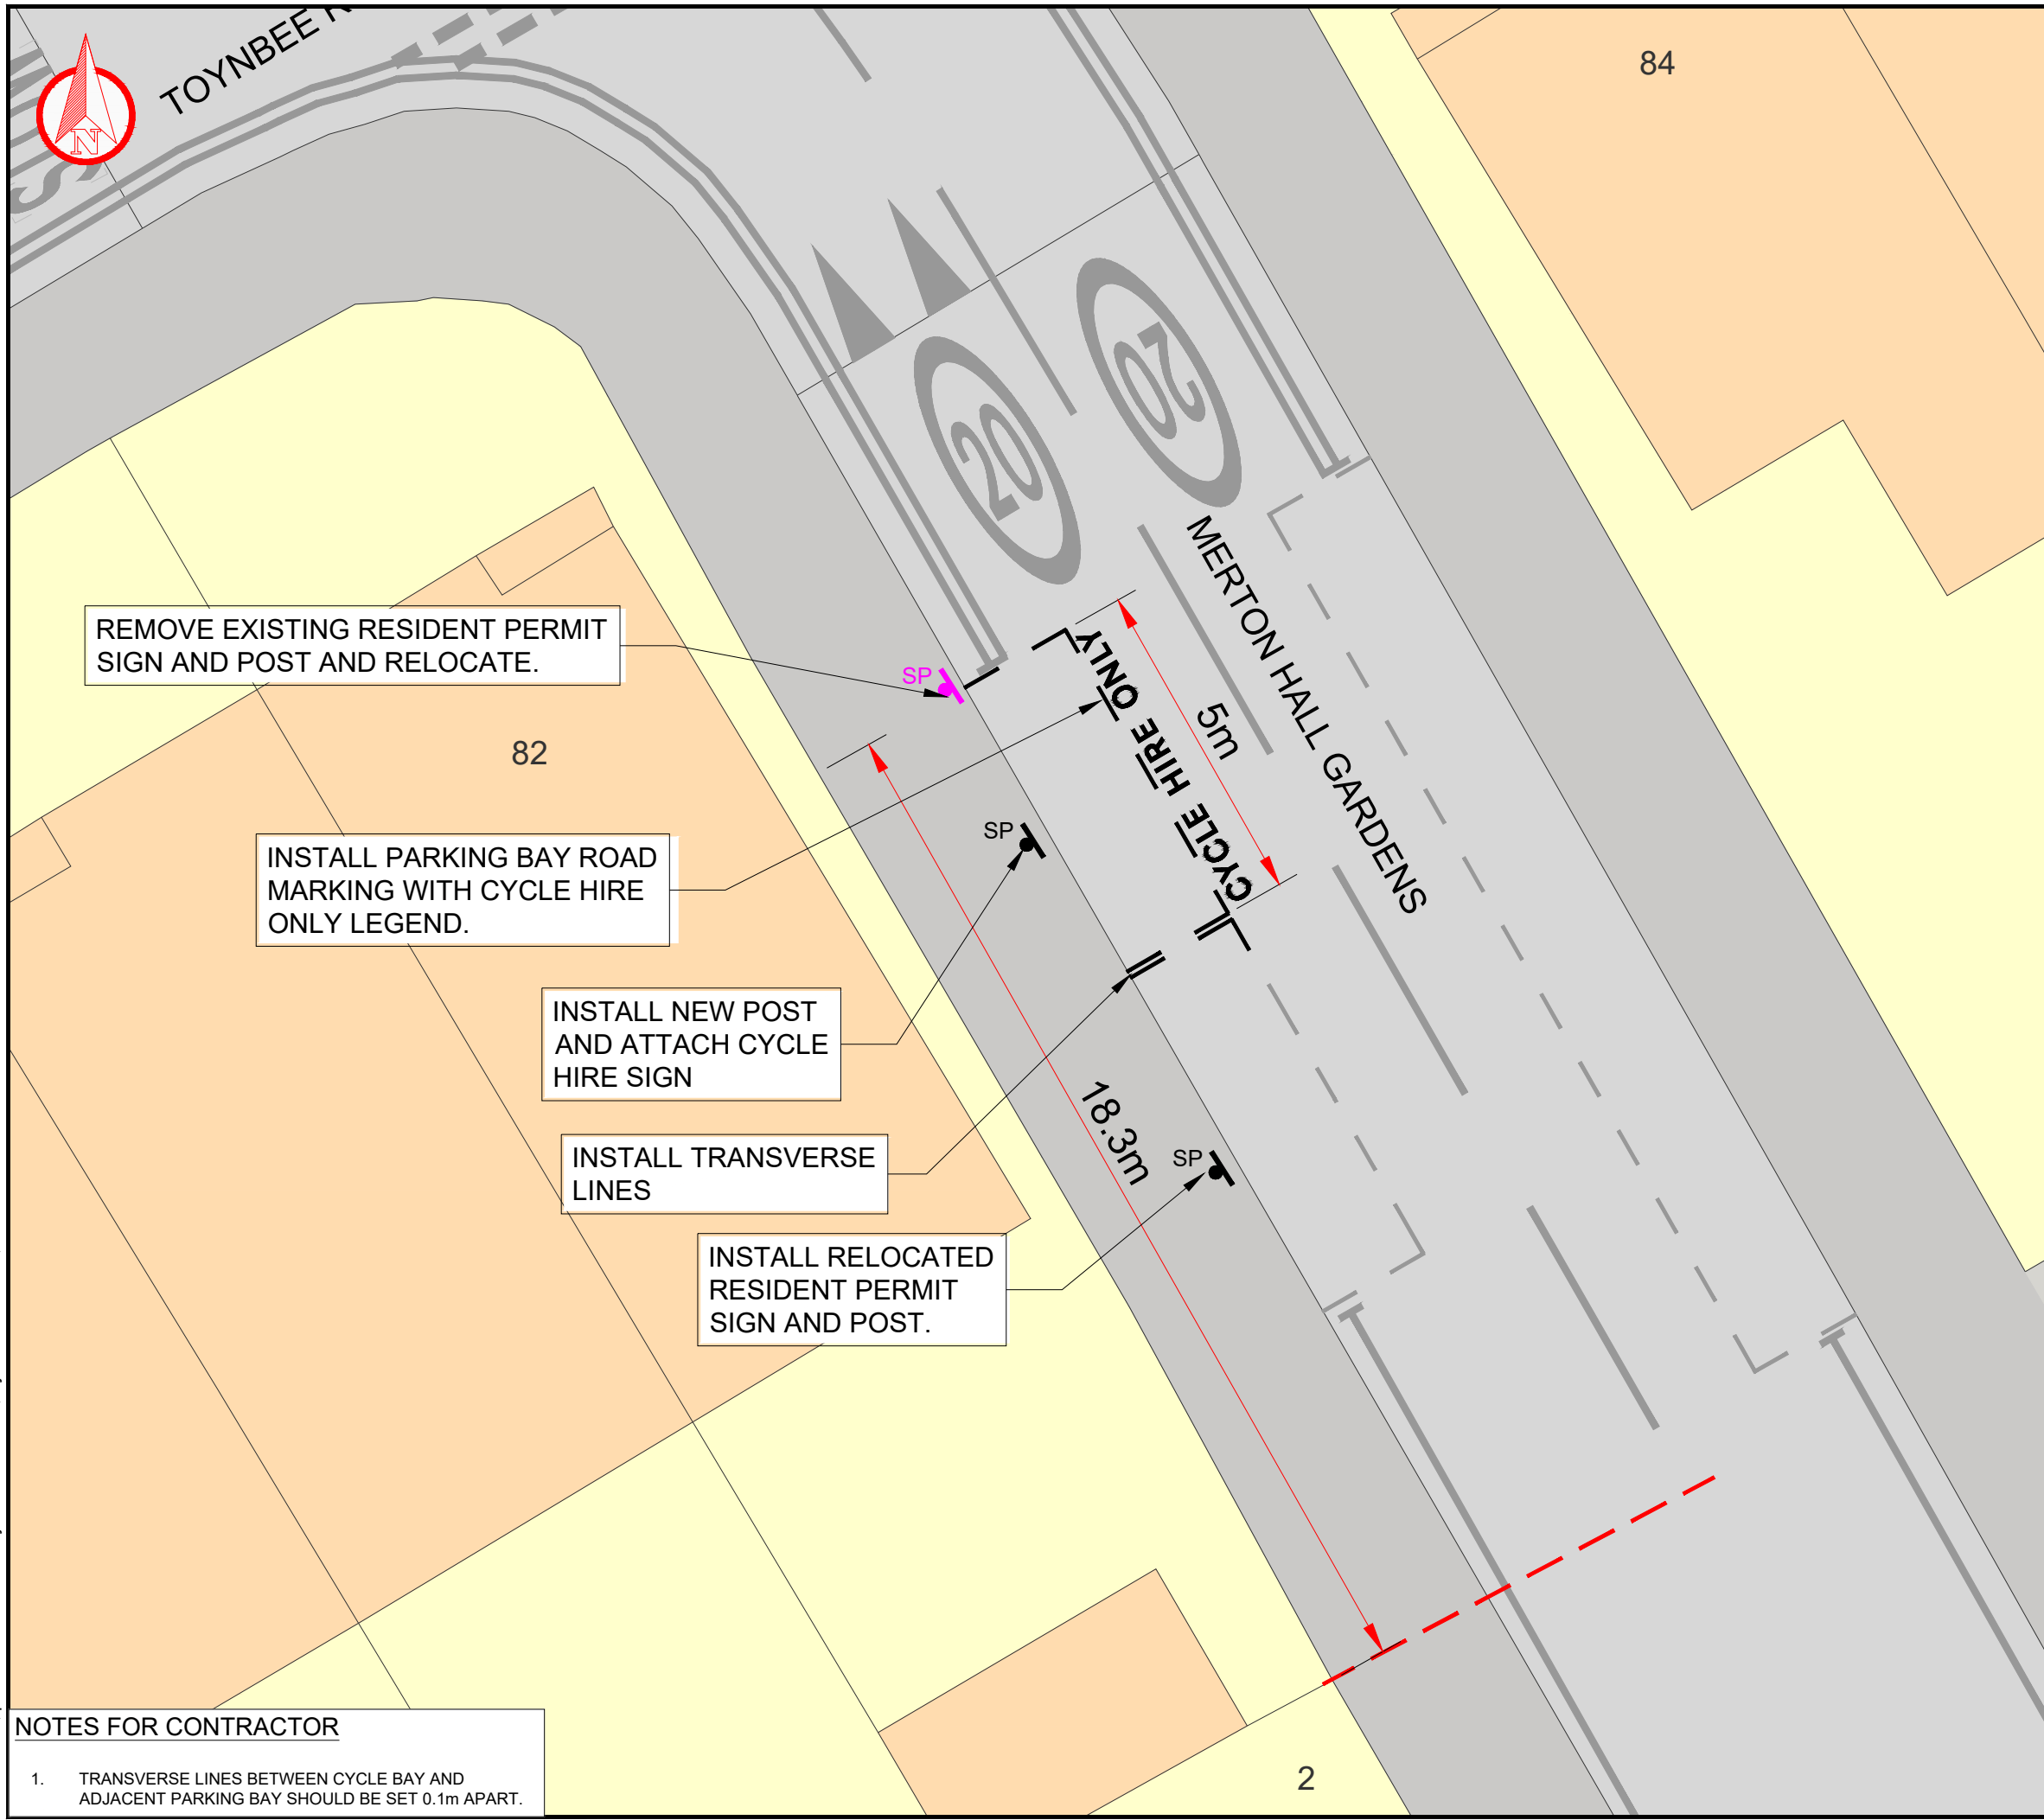 TOYNBEE
N
84
20
20
MERTON HALL GARDENS
REMOVE EXISTING RESIDENT PERMIT
SIGN AND POST AND RELOCATE.
SP
82
5m
CYCLE HIRE ONLY
INSTALL PARKING BAY ROAD
MARKING WITH CYCLE HIRE
ONLY LEGEND.
SP
INSTALL NEW POST
AND ATTACH CYCLE
HIRE SIGN
18.3m
INSTALL TRANSVERSE
LINES
SP
INSTALL RELOCATED
RESIDENT PERMIT
SIGN AND POST.
2
NOTES FOR CONTRACTOR
1. TRANSVERSE LINES BETWEEN CYCLE BAY AND
ADJACENT PARKING BAY SHOULD BE SET 0.1m APART.